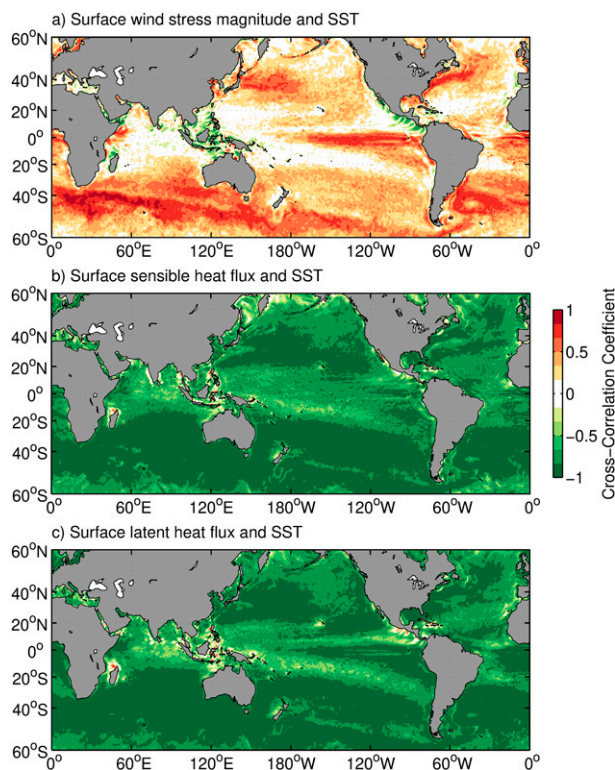 a) Surface wind stress magnitude and SST
60°N
40°N
20°N
0°
20°S
40°S
60°S
0° 60°E 120°E 180°W 120°W 60°W 0°
b) Surface sensible heat flux and SST
60°N
40°N
20°N
0°
20°S
40°S
60°S
0° 60°E 120°E 180°W 120°W 60°W 0°
1
0.5
0
−0.5
−1
Cross−Correlation Coefficient
c) Surface latent heat flux and SST
60°N
40°N
20°N
0°
20°S
40°S
60°S
0° 60°E 120°E 180°W 120°W 60°W 0°